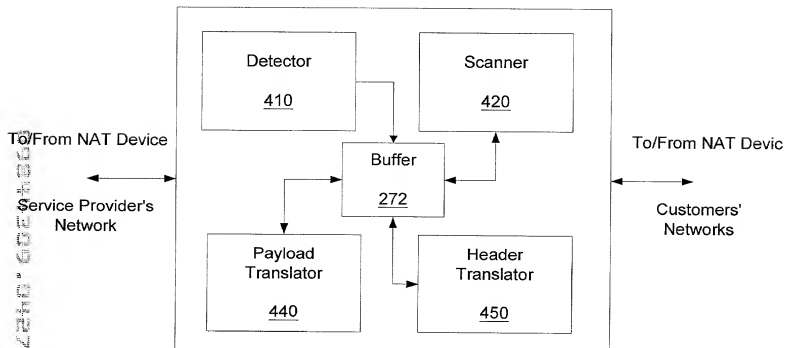 Detector
410
Scanner
420
To/From NAT Device
Service Provider's
Network
Buffer
272
To/From NAT Devic
Customers'
Networks
Payload
Translator
440
Header
Translator
450